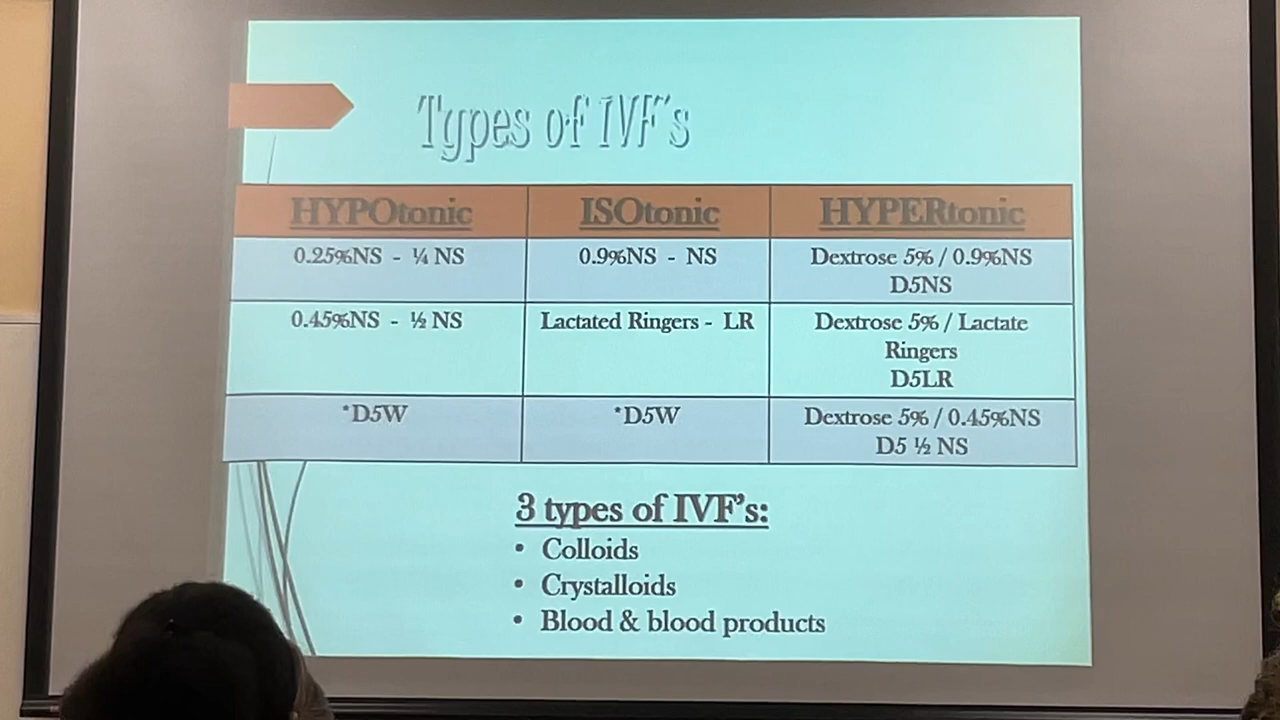 Types of IVF's
HYPOtonic ISOtonic HYPERtonic
0.25%NS - ¼ NS 0.9%NS - NS Dextrose 5% / 0.9%NS
D5NS
0.45%NS - ½ NS Lactated Ringers - LR Dextrose 5% / Lactate
Ringers
D5LR
*D5W *D5W Dextrose 5% / 0.45%NS
D5 ½ NS
3 types of IVF's:
• Colloids
• Crystalloids
• Blood & blood products